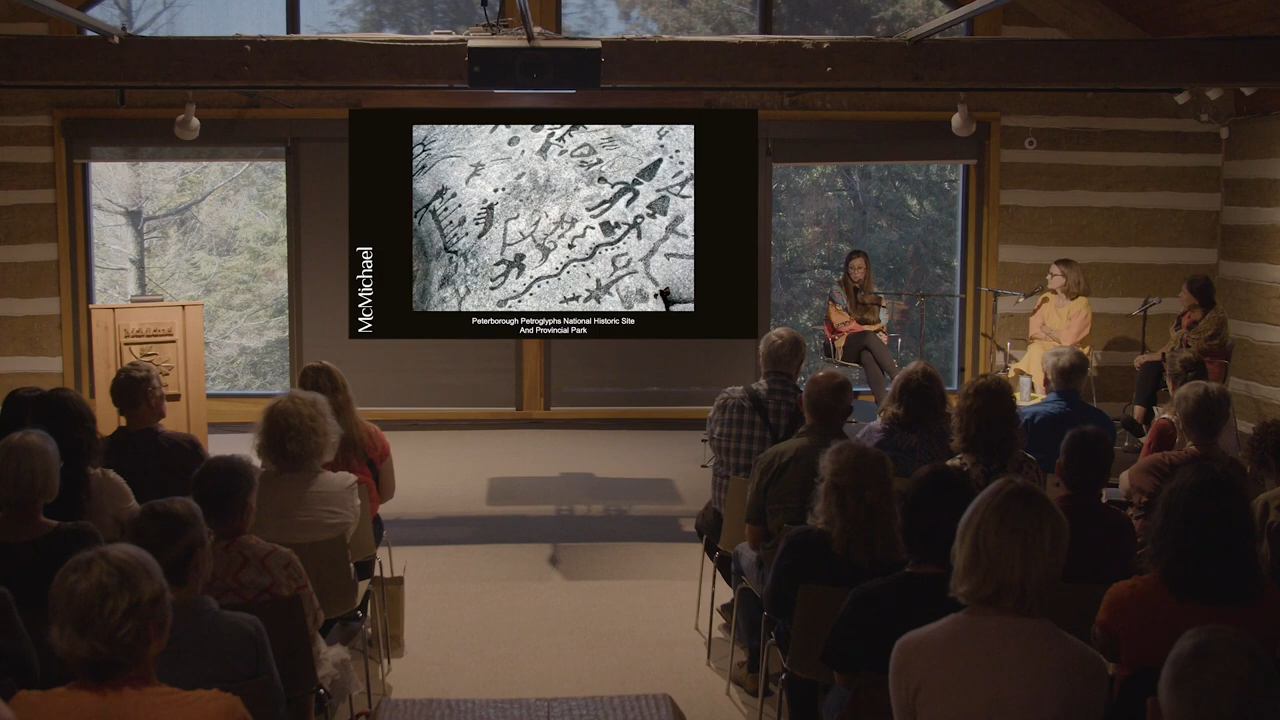 McMichael
Peterborough Petroglyphs National Historic Site
And Provincial Park